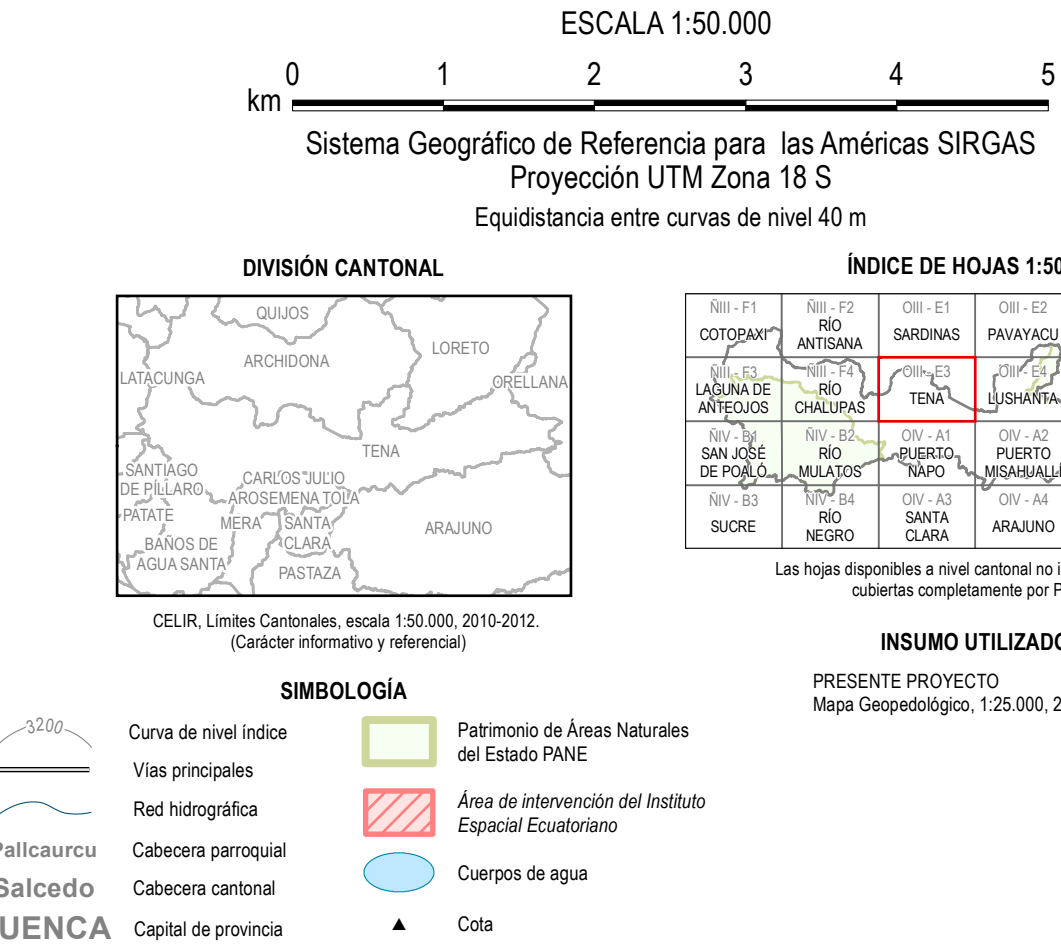 ESCALA 1:50.000
0 1 2 3 4 5
km
Sistema Geográfico de Referencia para las Américas SIRGAS
Proyección UTM Zona 18 S
Equidistancia entre curvas de nivel 40 m
DIVISIÓN CANTONAL
QUIJOS
LORETO
ARCHIDONA
LATACUNGA
ORELLANA
TENA
SANTIAGO
DE PÍLLARO
CARLOS JULIO
AROSEMENA TOLA
PATATE
MERA
SANTA
CLARA
ARAJUNO
BAÑOS DE
AGUA SANTA
PASTAZA
CELIR, Límites Cantonales, escala 1:50.000, 2010-2012.
(Carácter informativo y referencial)
ÍNDICE DE HOJAS 1:50
ÑIII - F1 ÑIII - F2 OIII - E1 OIII - E2
COTOPAXI RÍO ANTISANA SARDINAS PAVAYACU
ÑIII - F3 ÑIII - F4 OIII - E3 OIII - E4
LAGUNA DE ANTEOJOS RÍO CHALUPAS TENA LUSHANTA
ÑIV - B1 ÑIV - B2 OIV - A1 OIV - A2
SAN JOSÉ DE POALÓ RÍO MULATOS PUERTO NAPO PUERTO MISAHUALLÍ
ÑIV - B3 ÑIV - B4 OIV - A3 OIV - A4
SUCRE RÍO NEGRO SANTA CLARA ARAJUNO
Las hojas disponibles a nivel cantonal no i
cubiertas completamente por P
INSUMO UTILIZADO
PRESENTE PROYECTO
Mapa Geopedológico, 1:25.000, 2
SIMBOLOGÍA
3200
Curva de nivel índice
Vías principales
Red hidrográfica
Pallcaurcu Cabecera parroquial
Salcedo Cabecera cantonal
UENCA Capital de provincia
Patrimonio de Áreas Naturales
del Estado PANE
Área de intervención del Instituto
Espacial Ecuatoriano
Cuerpos de agua
Cota